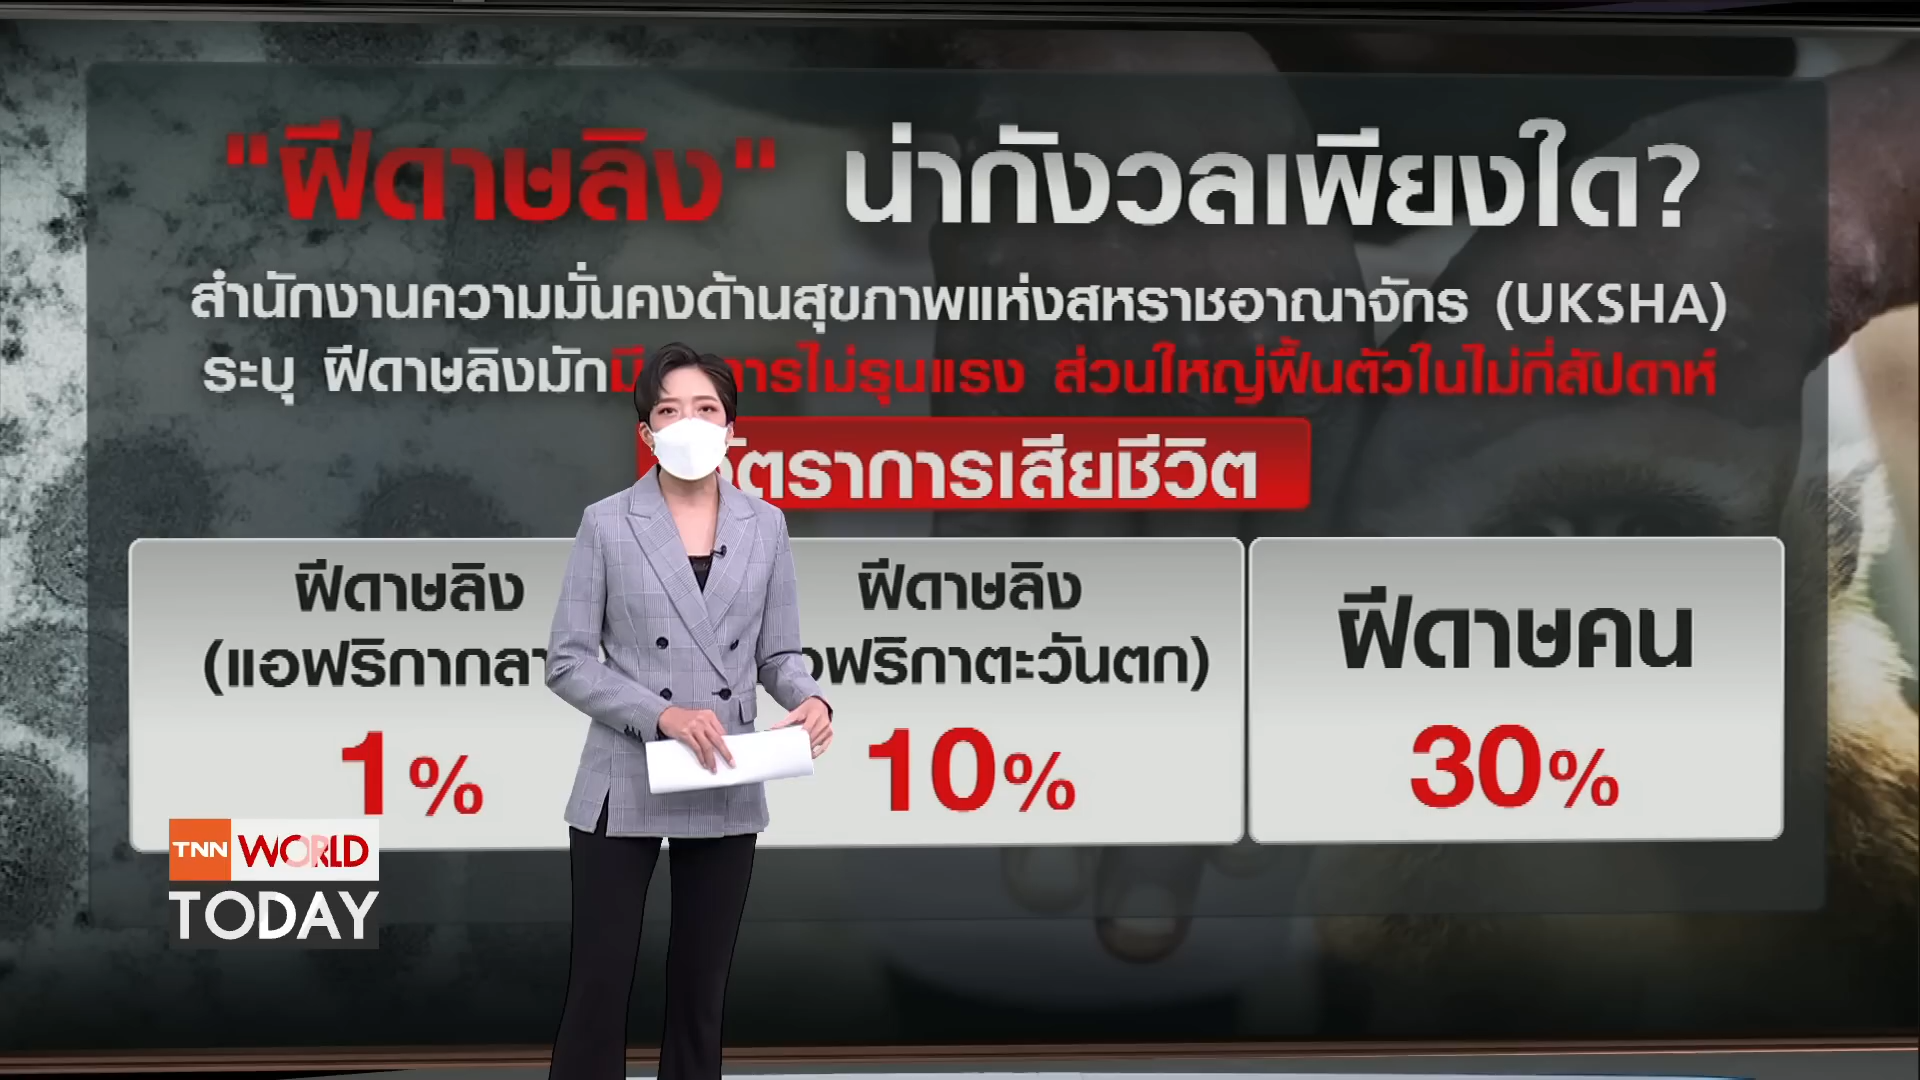 "ฝีดาษลิง" น่ากังวลเพียงใด?
สำนักงานความมั่นคงด้านสุขภาพแห่งสหราชอาณาจักร (UKSHA)
ระบุ ฝีดาษลิงมักมี การไม่รุนแรง ส่วนใหญ่ฟื้นตัวในไม่กี่สัปดาห์
อัตราการเสียชีวิต
ฝีดาษลิง
(แอฟริกากลา
1%
ฝีดาษลิง
อฟริกาตะวันตก)
10%
ฝีดาษคน
30%
TNN WORLD
TODAY